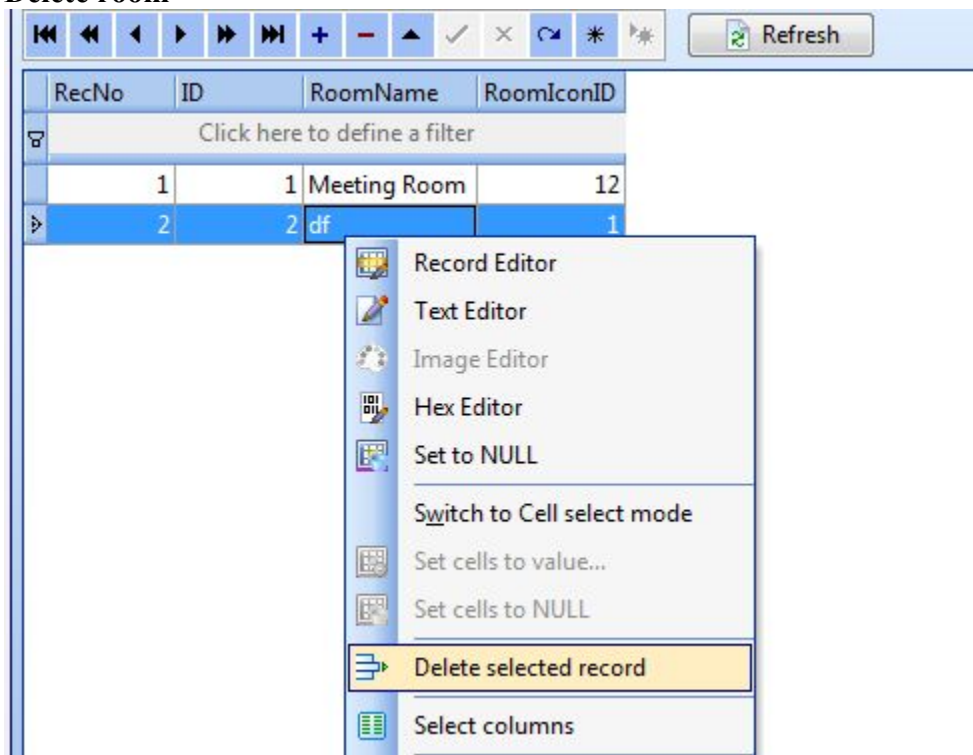 Delete room
Refresh
RecNo ID RoomName RoomIconID
Click here to define a filter
1 1 Meeting Room 12
2 2 df 1
Record Editor
Text Editor
Image Editor
Hex Editor
Set to NULL
Switch to Cell select mode
Set cells to value...
Set cells to NULL
Delete selected record
Select columns